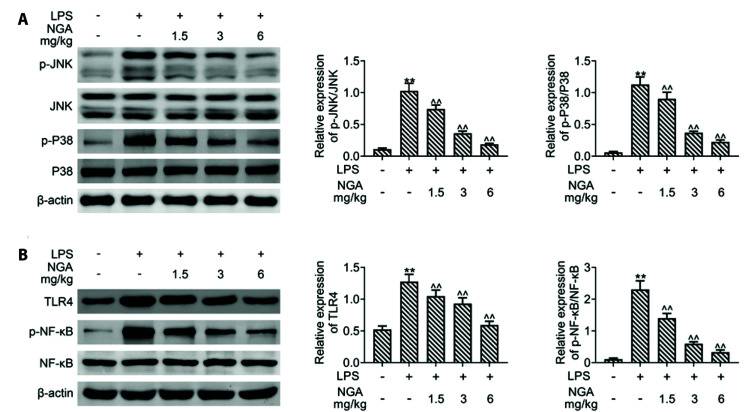 A
LPS - + + + +
NGA mg/kg - - 1.5 3 6
p-JNK
JNK
p-P38
P38
β-actin
Relative expression of p-JNK/JNK
1.5
1.0
0.5
0.0
** ^^ ^^ ^^
LPS - + + + +
NGA mg/kg - - 1.5 3 6
Relative expression of p-P38/P38
1.5
1.0
0.5
0.0
** ^^ ^^ ^^
LPS - + + + +
NGA mg/kg - - 1.5 3 6
B
LPS - + + + +
NGA mg/kg - - 1.5 3 6
TLR4
p-NF-κB
NF-κB
β-actin
Relative expression of TLR4
1.5
1.0
0.5
0.0
** ^^ ^^ ^^
LPS - + + + +
NGA mg/kg - - 1.5 3 6
Relative expression of p-NF-κB/NF-κB
3
2
1
0
** ^^ ^^ ^^
LPS - + + + +
NGA mg/kg - - 1.5 3 6